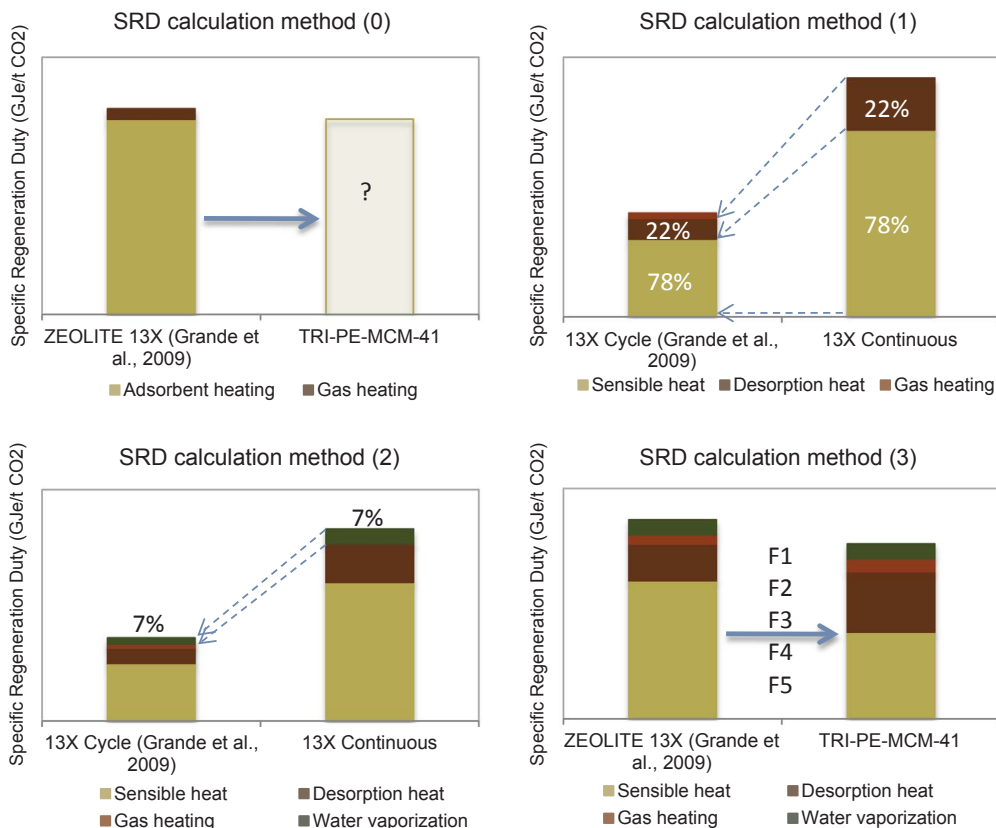 SRD calculation method (0)
Specific Regeneration Duty (GJe/t CO2)
?
ZEOLITE 13X (Grande et
al., 2009)
TRI-PE-MCM-41
Adsorbent heating
Gas heating
SRD calculation method (1)
Specific Regeneration Duty (GJe/t CO2)
22%
22%
78%
78%
13X Cycle (Grande et al.,
2009)
13X Continuous
Sensible heat
Desorption heat
Gas heating
SRD calculation method (2)
Specific Regeneration Duty (GJe/t CO2)
7%
7%
13X Cycle (Grande et al.,
2009)
13X Continuous
Sensible heat
Desorption heat
Gas heating
Water vaporization
SRD calculation method (3)
Specific Regeneration Duty (GJe/t CO2)
F1
F2
F3
F4
F5
ZEOLITE 13X (Grande et
al., 2009)
TRI-PE-MCM-41
Sensible heat
Desorption heat
Gas heating
Water vaporization